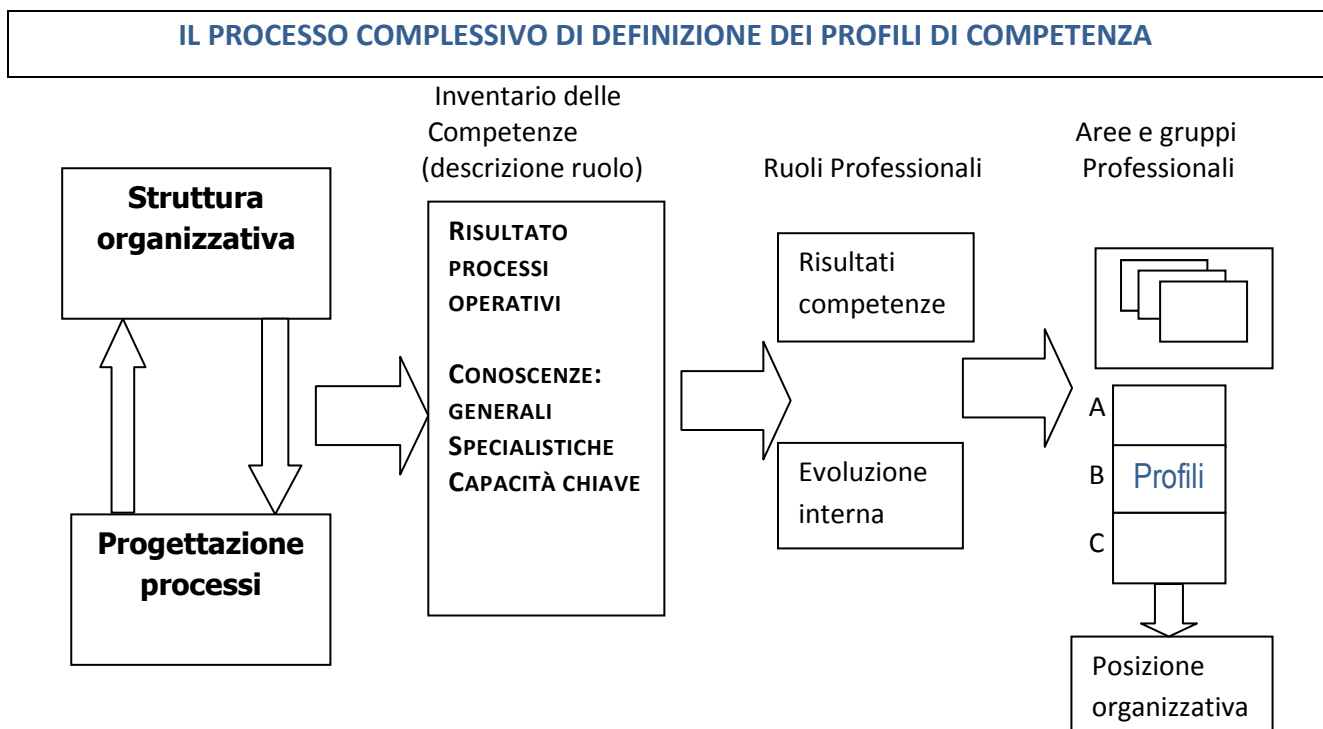 IL PROCESSO COMPLESSIVO DI DEFINIZIONE DEI PROFILI DI COMPETENZA
Inventario delle
Competenze
(descrizione ruolo)
Ruoli Professionali
Aree e gruppi
Professionali
Struttura
organizzativa
Progettazione
processi
RISULTATO
PROCESSI
OPERATIVI
CONOSCENZE:
GENERALI
SPECIALISTICHE
CAPACITÀ CHIAVE
Risultati
competenze
Evoluzione
interna
A
B
Profili
C
Posizione
organizzativa